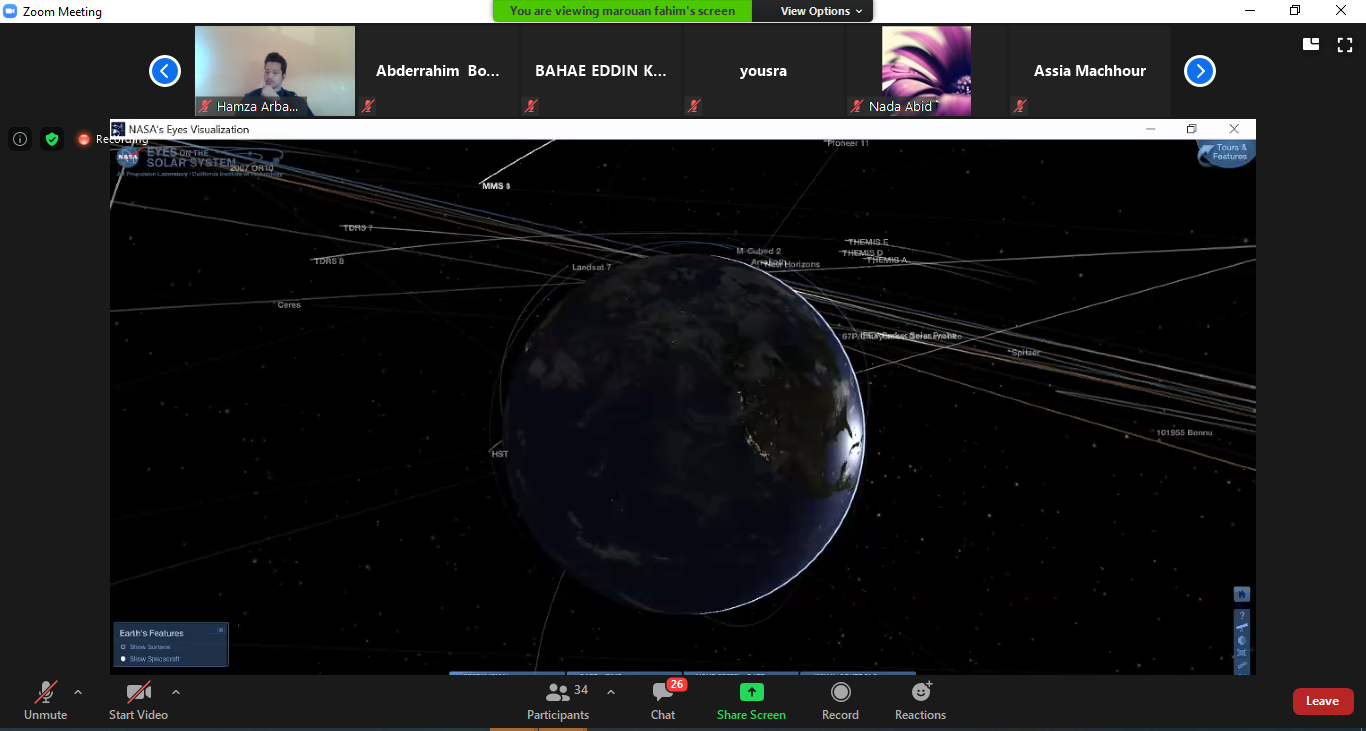 Zoom Meeting
You are viewing marouan fahim's screen
View Options
Abderrahim Bo...
BAHAE EDDIN K...
yousra
Assia Machhour
Hamza Arba...
Nada Abid
Recording
NASA's Eyes Visualization
NASA
EYES ON THE
SOLAR SYSTEM
2007 OR10
Jet Propulsion Laboratory | California Institute of Technology
Tours &
Features
Pioneer 11
MMS
TDRS 7
THEMIS E
M-Cubed 2
THEMIS D
TDRS 8
THEMIS A
New Horizons
Landsat 7
Ceres
Parker Solar Probe
Spitzer
101955 Bennu
HST
Earth's Features
Show Surface
Show Spacecraft
?
Unmute
Start Video
34
Participants
26
Chat
Share Screen
Record
Reactions
Leave